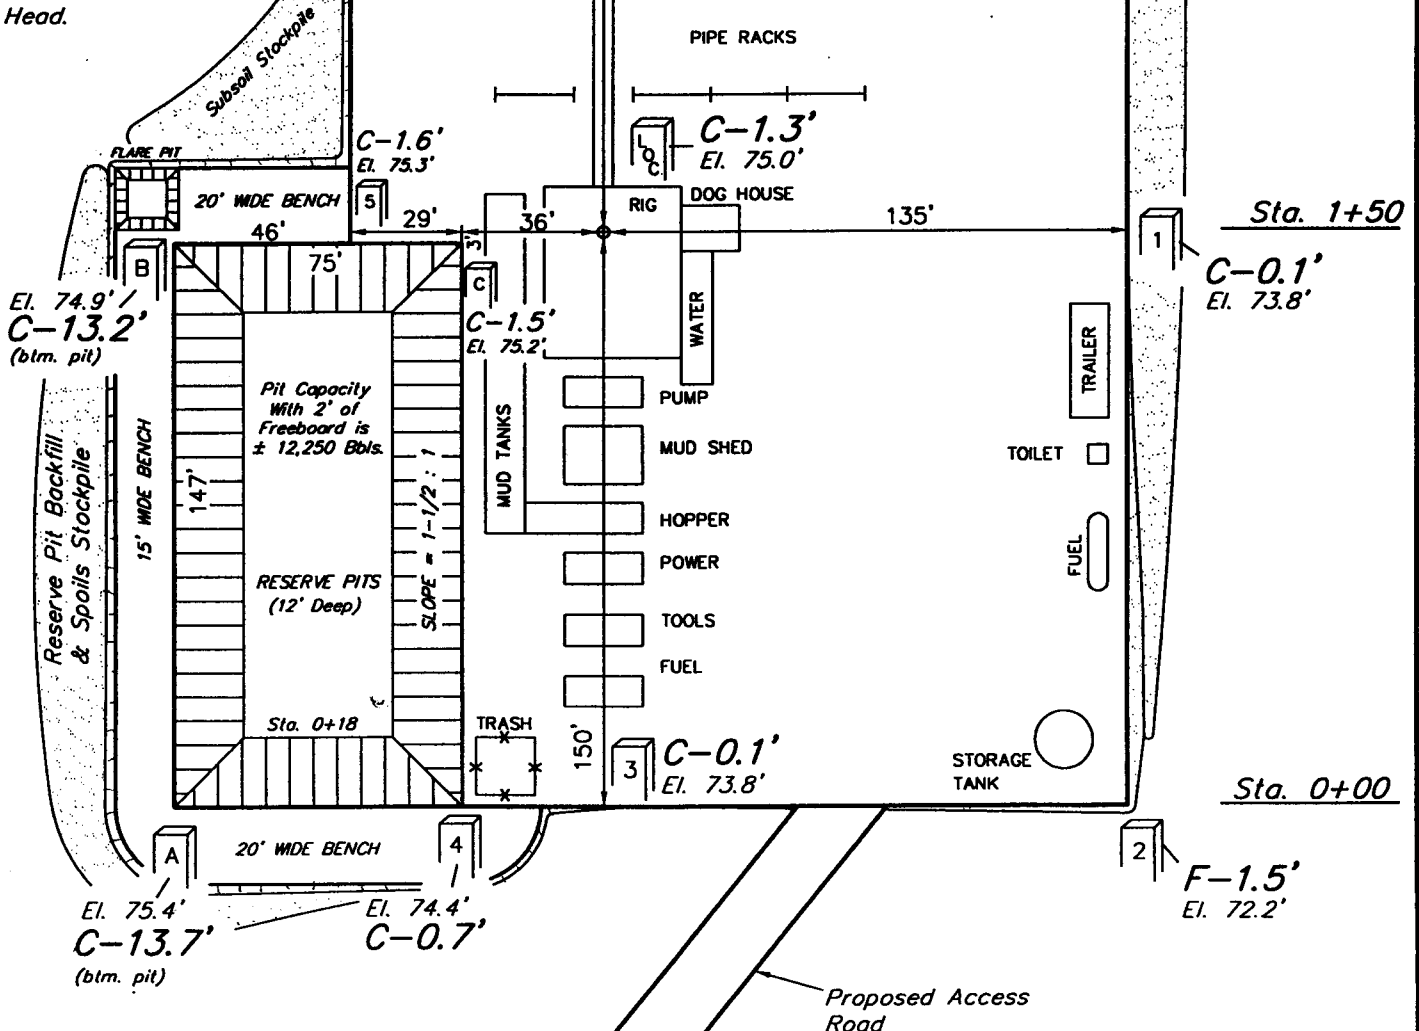 Head.
Subsoil Stockpile
PIPE RACKS
C-1.6'
El. 75.3'
LOC.
C-1.3'
El. 75.0'
FLARE PIT
20' WIDE BENCH
5
RIG
DOG HOUSE
46'
29'
3'
36'
135'
1
Sta. 1+50
C-0.1'
El. 73.8'
B
El. 74.9'
C-13.2'
(btm. pit)
75'
C
C-1.5'
El. 75.2'
WATER
TRAILER
Pit Capacity
With 2' of
Freeboard is
± 12,250 Bbls.
PUMP
MUD SHED
TOILET
MUD TANKS
HOPPER
POWER
FUEL
TOOLS
FUEL
15' WIDE BENCH
147'
SLOPE = 1-1/2 : 1
RESERVE PITS
(12' Deep)
Reserve Pit Backfill
& Spoils Stockpile
Sta. 0+18
TRASH
150'
3
C-0.1'
El. 73.8'
STORAGE
TANK
Sta. 0+00
A
20' WIDE BENCH
4
2
F-1.5'
El. 72.2'
El. 75.4'
C-13.7'
(btm. pit)
El. 74.4'
C-0.7'
Proposed Access
Road